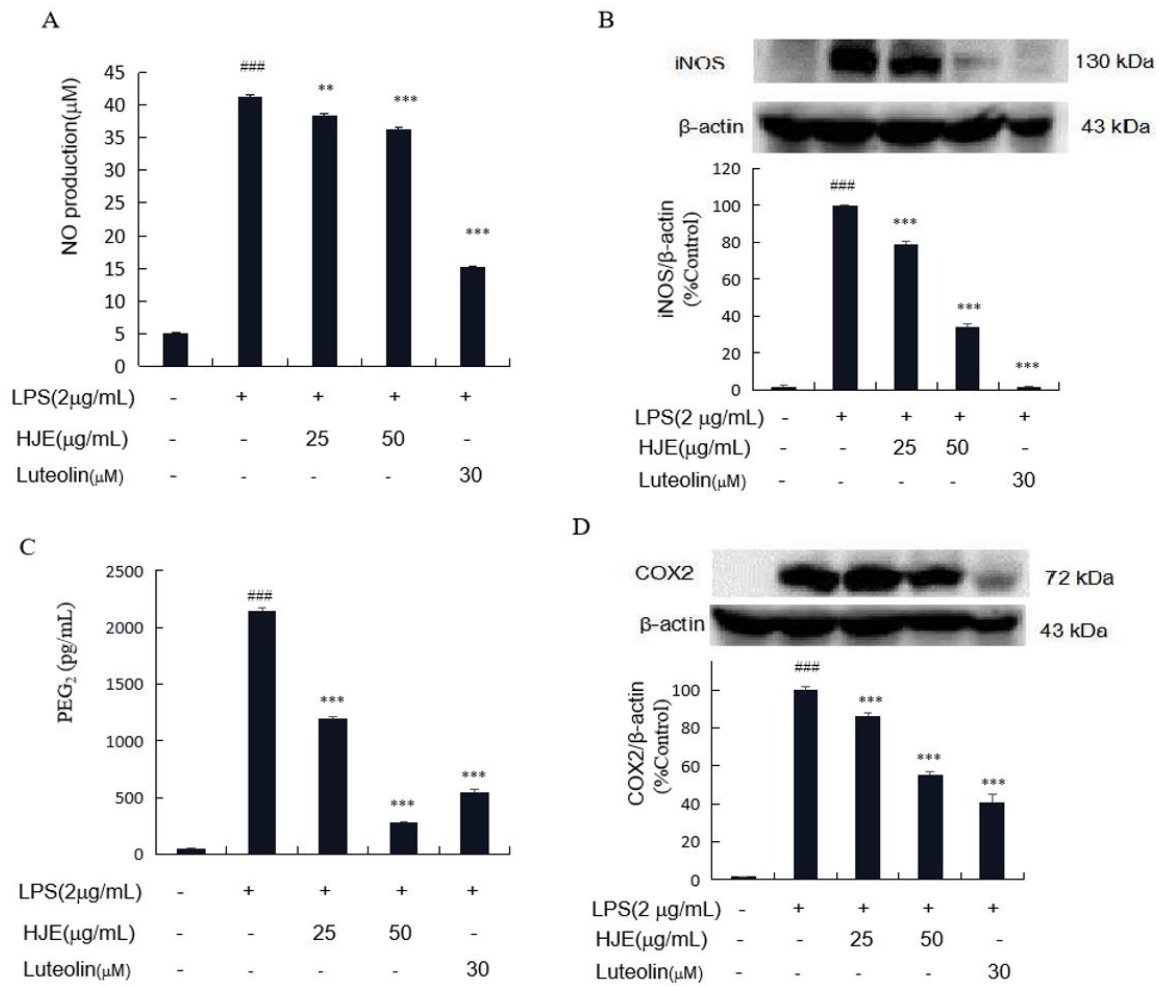 A
NO production(μM)
45
40
35
30
25
20
15
10
5
0
###
**
***
***
LPS(2μg/mL) - + + + +
HJE(μg/mL) - - 25 50 -
Luteolin(μM) - - - - 30
B
iNOS 130 kDa
β-actin 43 kDa
iNOS/β-actin
(%Control)
120
100
80
60
40
20
0
###
***
***
***
LPS(2 μg/mL) - + + + +
HJE(μg/mL) - - 25 50 -
Luteolin(μM) - - - - 30
C
PEG₂ (pg/mL)
2500
2000
1500
1000
500
0
###
***
***
***
LPS(2μg/mL) - + + + +
HJE(μg/mL) - - 25 50 -
Luteolin(μM) - - - - 30
D
COX2 72 kDa
β-actin 43 kDa
COX2/β-actin
(%Control)
100
80
60
40
20
0
###
***
***
***
LPS(2 μg/mL) - + + + +
HJE(μg/mL) - - 25 50 -
Luteolin(μM) - - - - 30